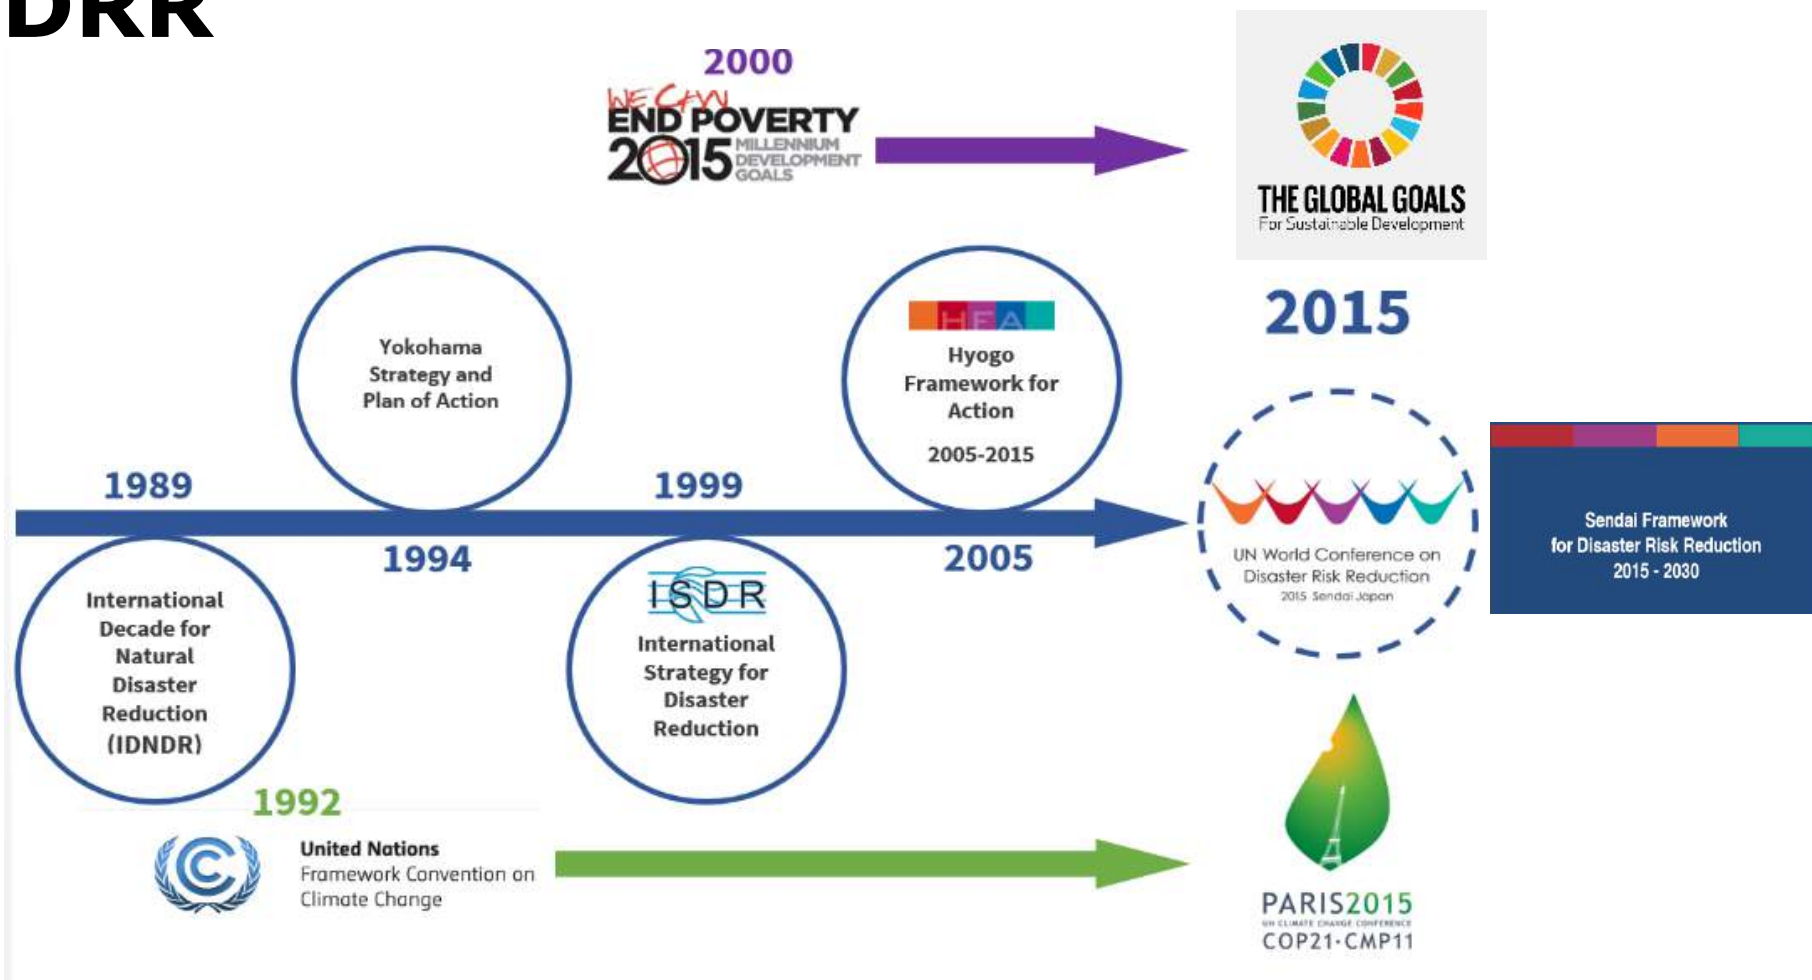 DRR
2000
WE CAN
END POVERTY
2015 MILLENNIUM
DEVELOPMENT
GOALS
THE GLOBAL GOALS
For Sustainable Development
2015
Yokohama
Strategy and
Plan of Action
HFA
Hyogo
Framework for
Action
2005-2015
1989
1999
1994
2005
International
Decade for
Natural
Disaster
Reduction
(IDNDR)
ISDR
International
Strategy for
Disaster
Reduction
UN World Conference on
Disaster Risk Reduction
2015 Sendai Japan
Sendai Framework
for Disaster Risk Reduction
2015 - 2030
1992
United Nations
Framework Convention on
Climate Change
PARIS2015
UN CLIMATE CHANGE CONFERENCE
COP21·CMP11